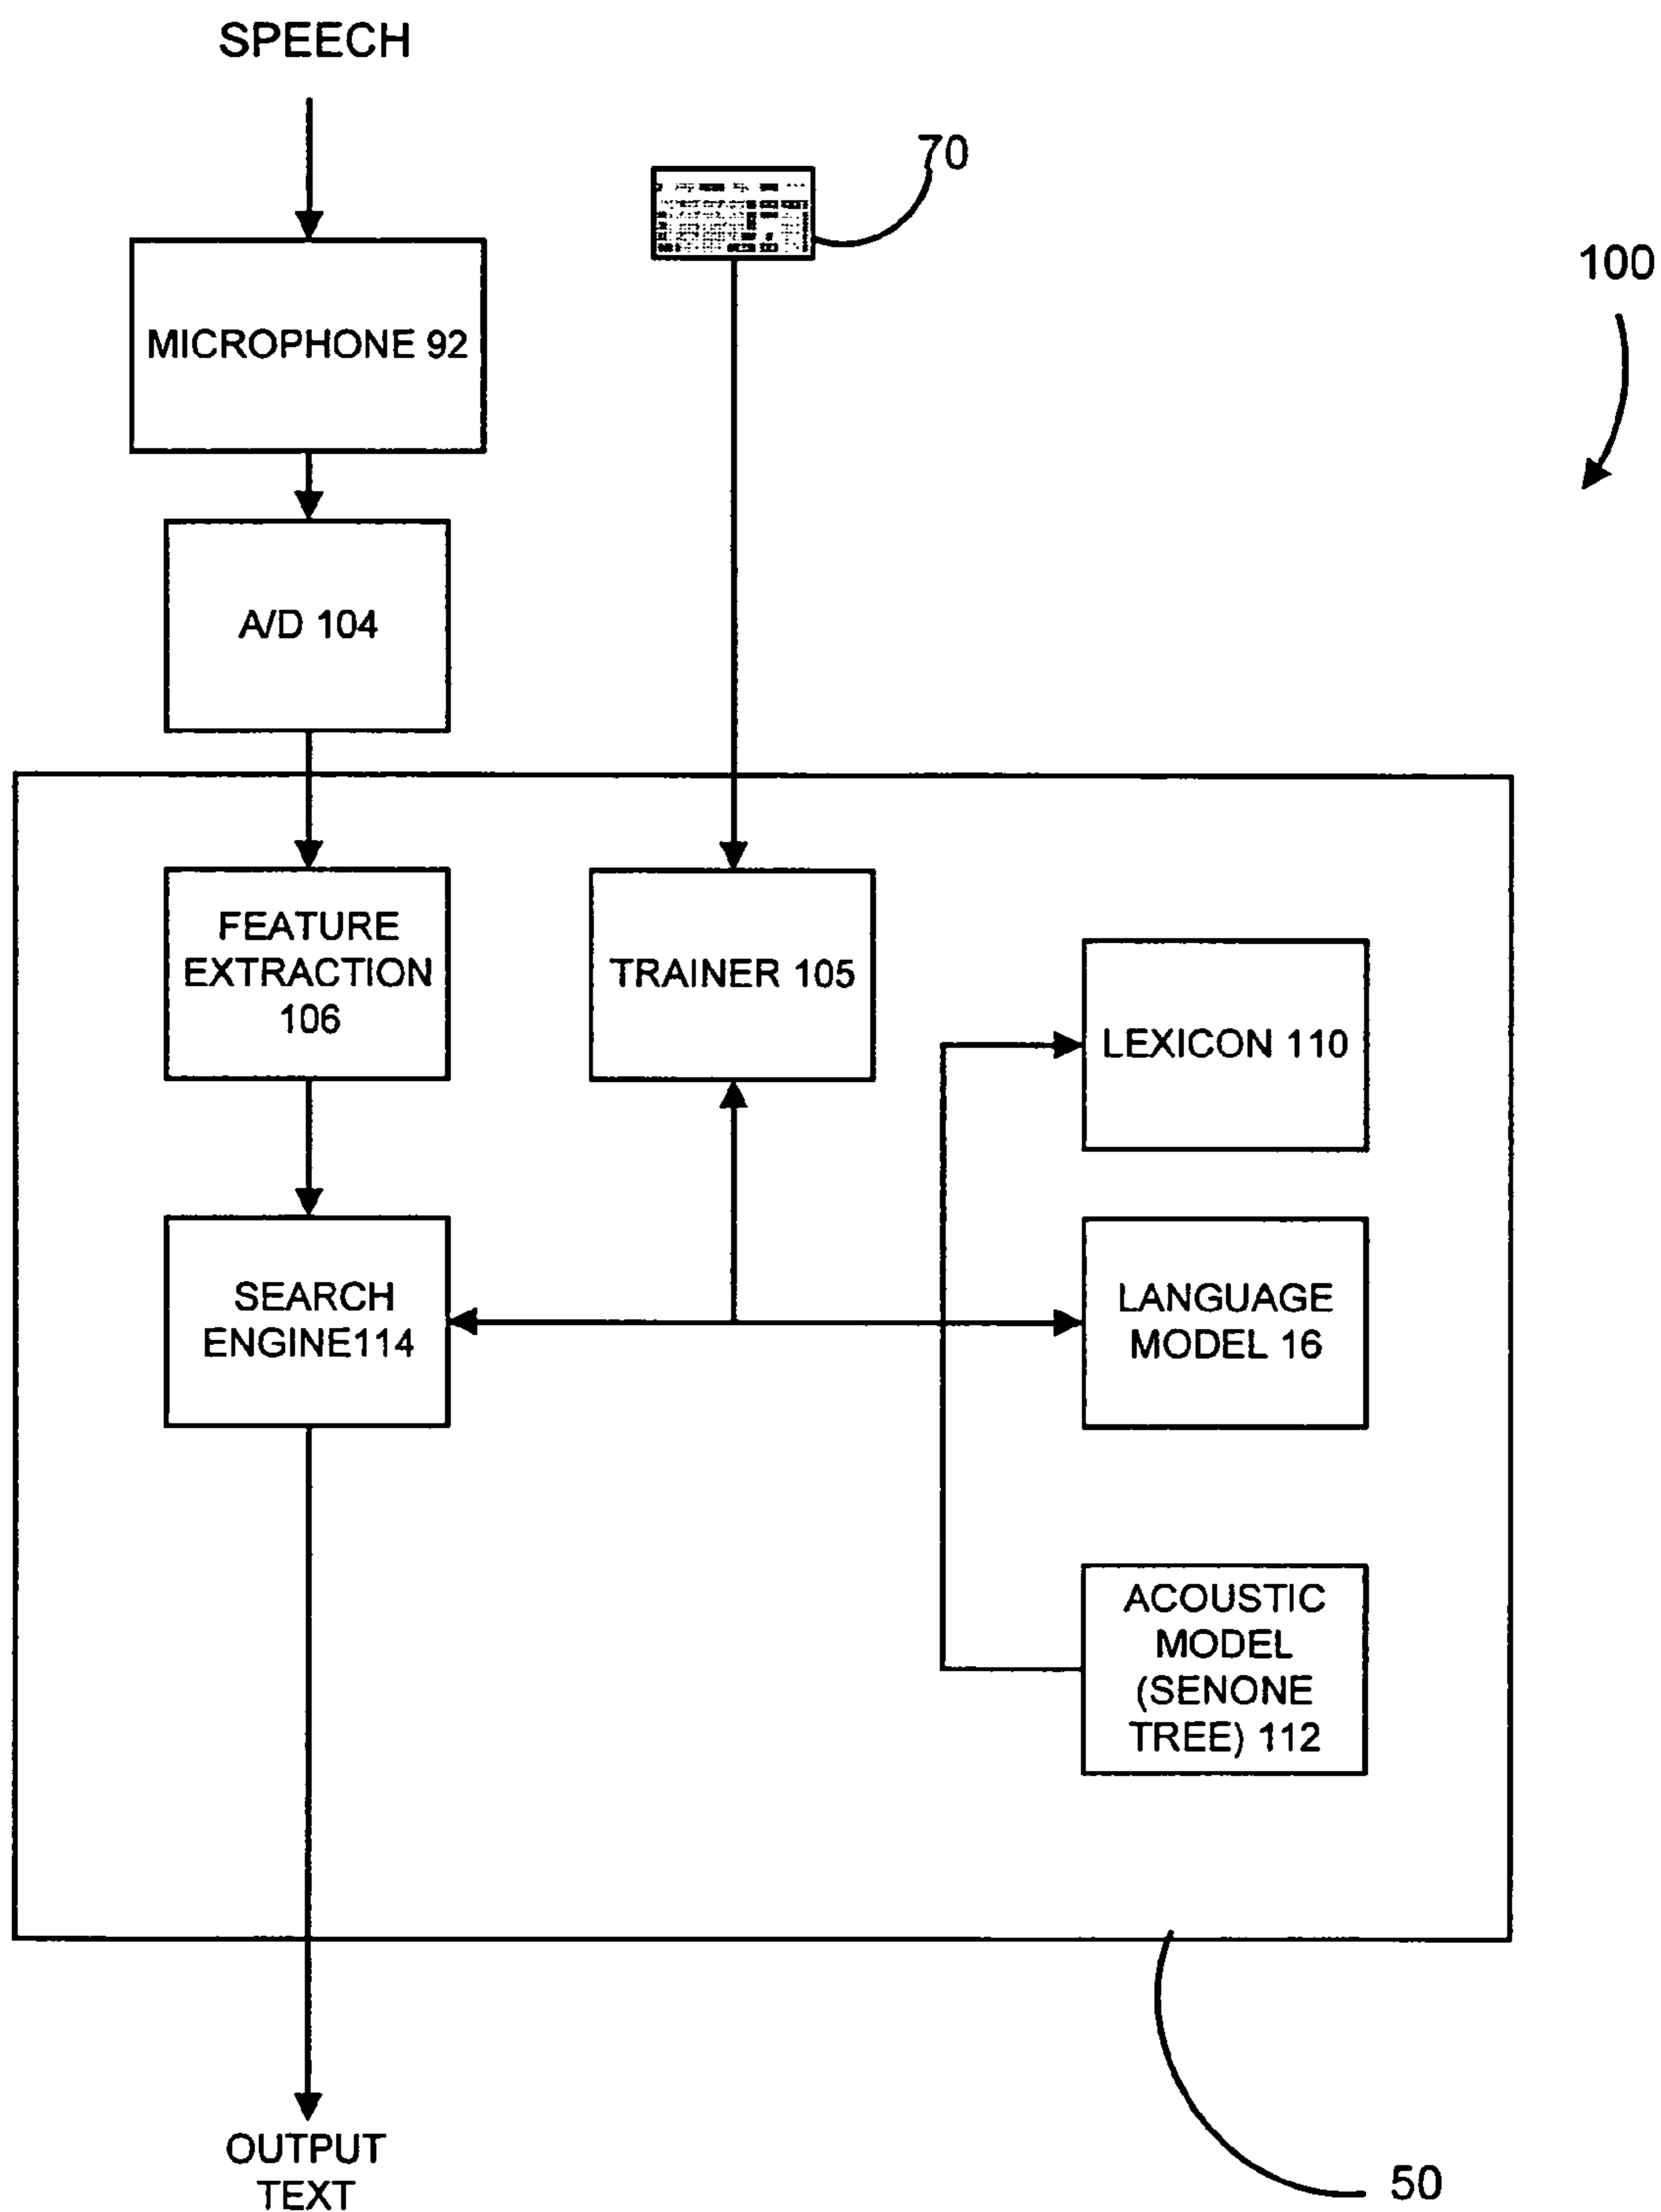 SPEECH
70
100
MICROPHONE 92
A/D 104
FEATURE
EXTRACTION
106
TRAINER 105
LEXICON 110
SEARCH
ENGINE114
LANGUAGE
MODEL 16
ACOUSTIC
MODEL
(SENONE
TREE) 112
OUTPUT
TEXT
50